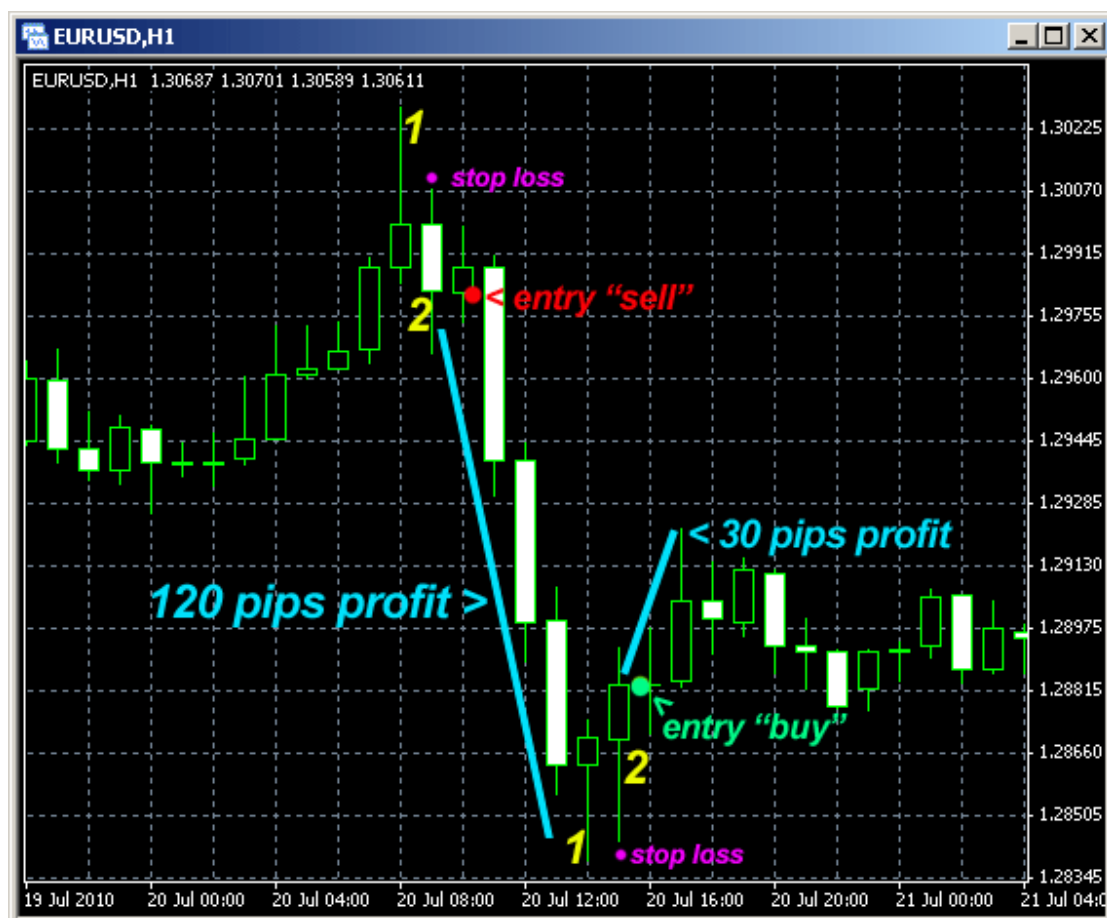 EURUSD,H1
EURUSD,H1 1.30687 1.30701 1.30589 1.30611
1
1.30225
stop loss
1.30070
1.29915
< entry “sell”
2
1.29755
1.29600
1.29445
1.29285
< 30 pips profit
1.29130
120 pips profit >
1.28975
1.28815
< entry “buy”
2
1.28660
1.28505
1
stop loss
1.28345
19 Jul 2010 20 Jul 00:00 20 Jul 04:00 20 Jul 08:00 20 Jul 12:00 20 Jul 16:00 20 Jul 20:00 21 Jul 00:00 21 Jul 04:0